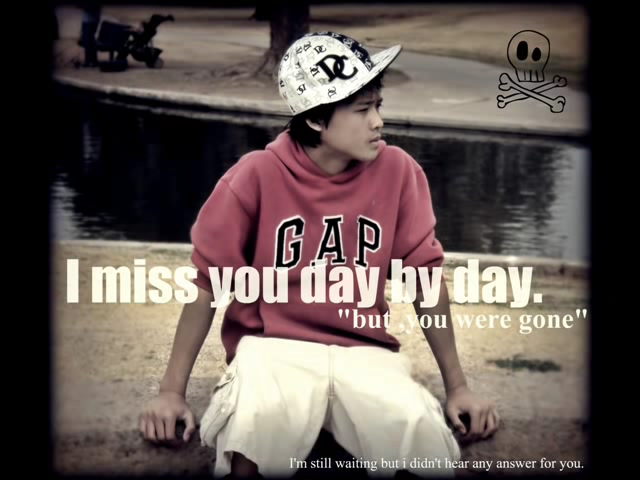 DC
GAP
I miss you day by day.
"but ,you were gone"
I'm still waiting but i didn't hear any answer for you.